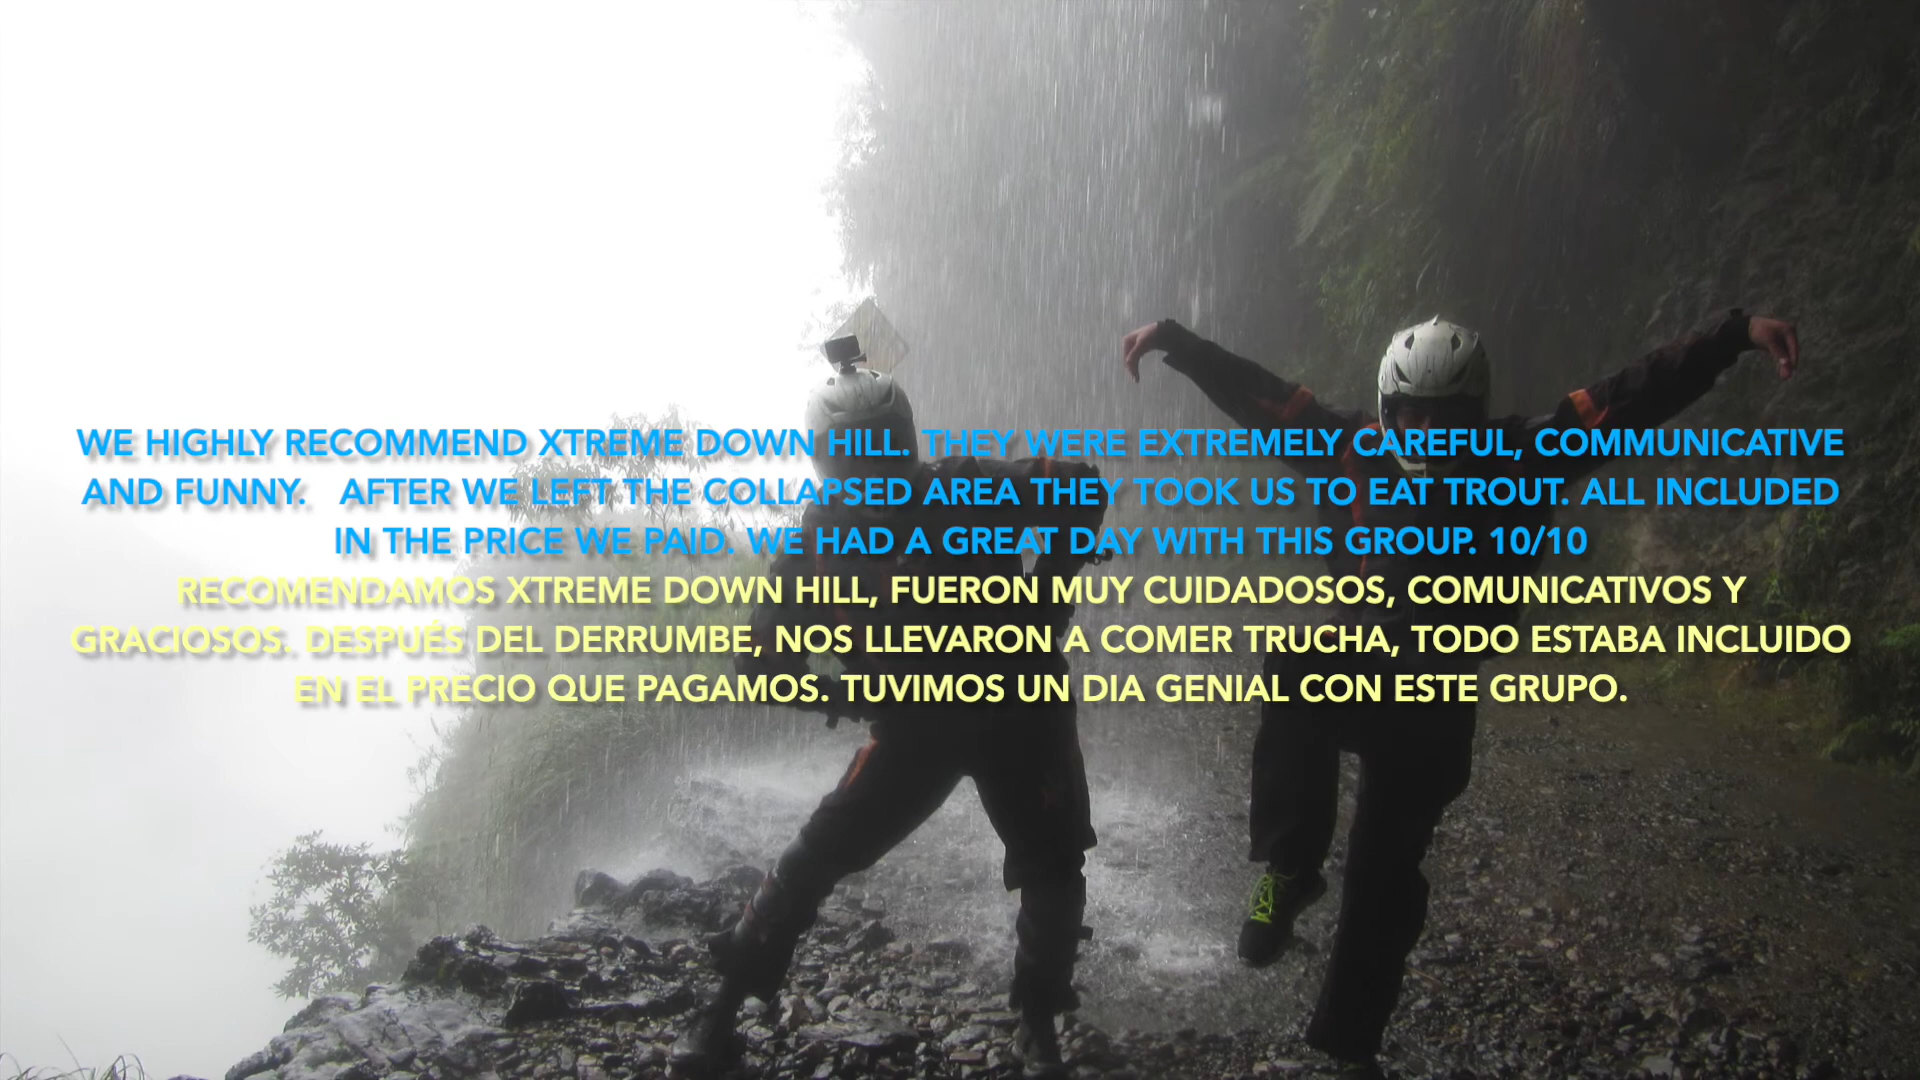 WE HIGHLY RECOMMEND XTREME DOWN HILL. THEY WERE EXTREMELY CAREFUL, COMMUNICATIVE
AND FUNNY.   AFTER WE LEFT THE COLLAPSED AREA THEY TOOK US TO EAT TROUT. ALL INCLUDED
IN THE PRICE WE PAID. WE HAD A GREAT DAY WITH THIS GROUP. 10/10
RECOMENDAMOS XTREME DOWN HILL, FUERON MUY CUIDADOSOS, COMUNICATIVOS Y
GRACIOSOS. DESPUÉS DEL DERRUMBE, NOS LLEVARON A COMER TRUCHA, TODO ESTABA INCLUIDO
EN EL PRECIO QUE PAGAMOS. TUVIMOS UN DIA GENIAL CON ESTE GRUPO.